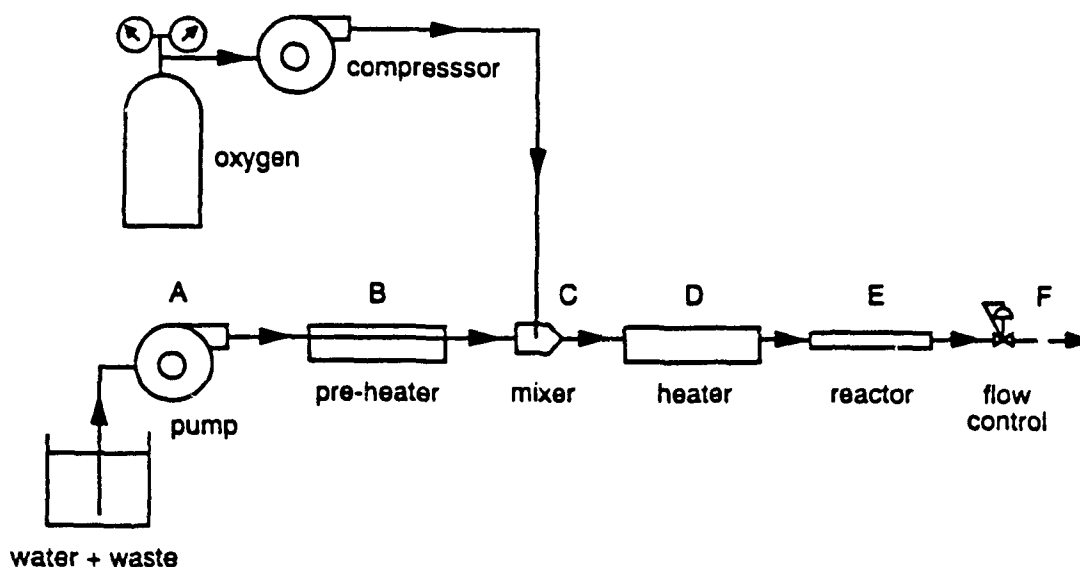 compresssor
oxygen
A
B
C
D
E
F
pre-heater
mixer
heater
reactor
flow
control
pump
water + waste